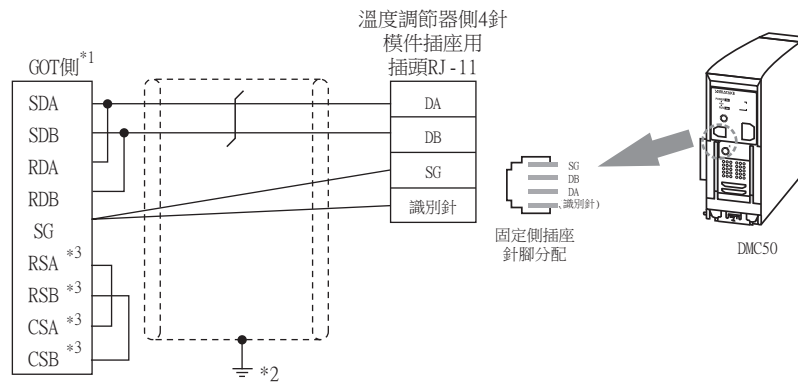 溫度調節器側4針
模件插座用
插頭RJ-11
GOT側*1
SDA
SDB
RDA
RDB
SG
RSA *3
RSB *3
CSA *3
CSB *3
DA
DB
SG
識別針
*2
SG
DB
DA
(識別針)
固定側插座
針腳分配
DMC50